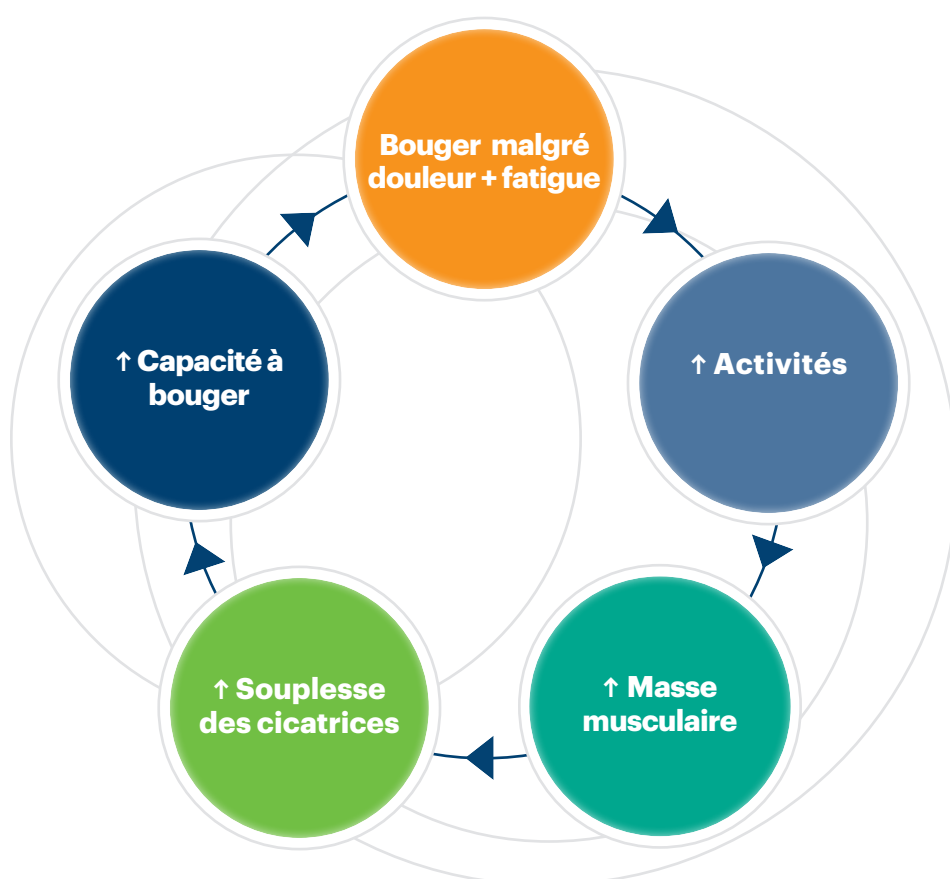 Bouger malgré
douleur + fatigue
↑ Activités
↑ Masse
musculaire
↑ Souplesse
des cicatrices
↑ Capacité à
bouger